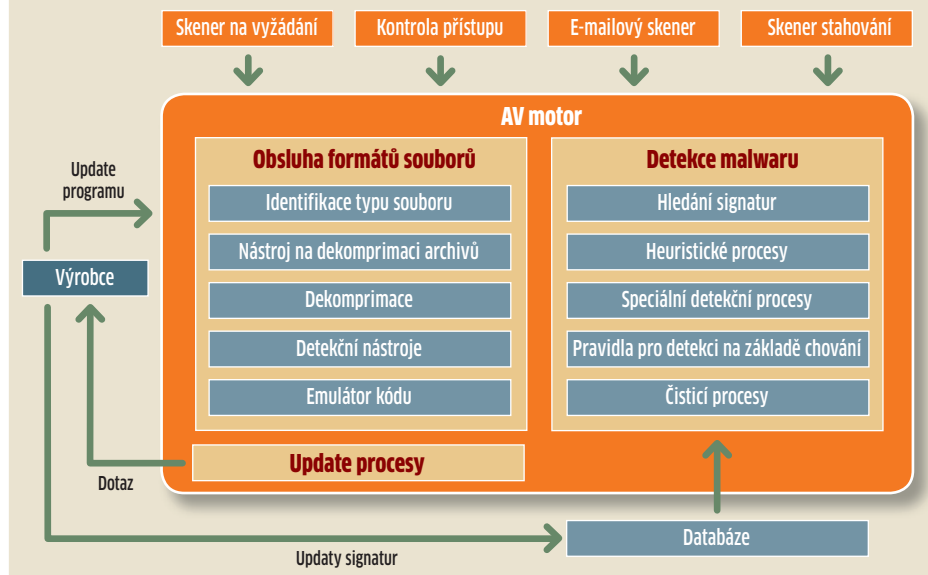 Skener na vyžádání
Kontrola přístupu
E-mailový skener
Skener stahování
AV motor
Obsluha formátů souborů
Identifikace typu souboru
Nástroj na dekomprimaci archivů
Dekomprimace
Detekční nástroje
Emulátor kódu
Detekce malwaru
Hledání signatur
Heuristické procesy
Speciální detekční procesy
Pravidla pro detekci na základě chování
Čisticí procesy
Update
programu
Výrobce
Update procesy
Dotaz
Databáze
Updaty signatur